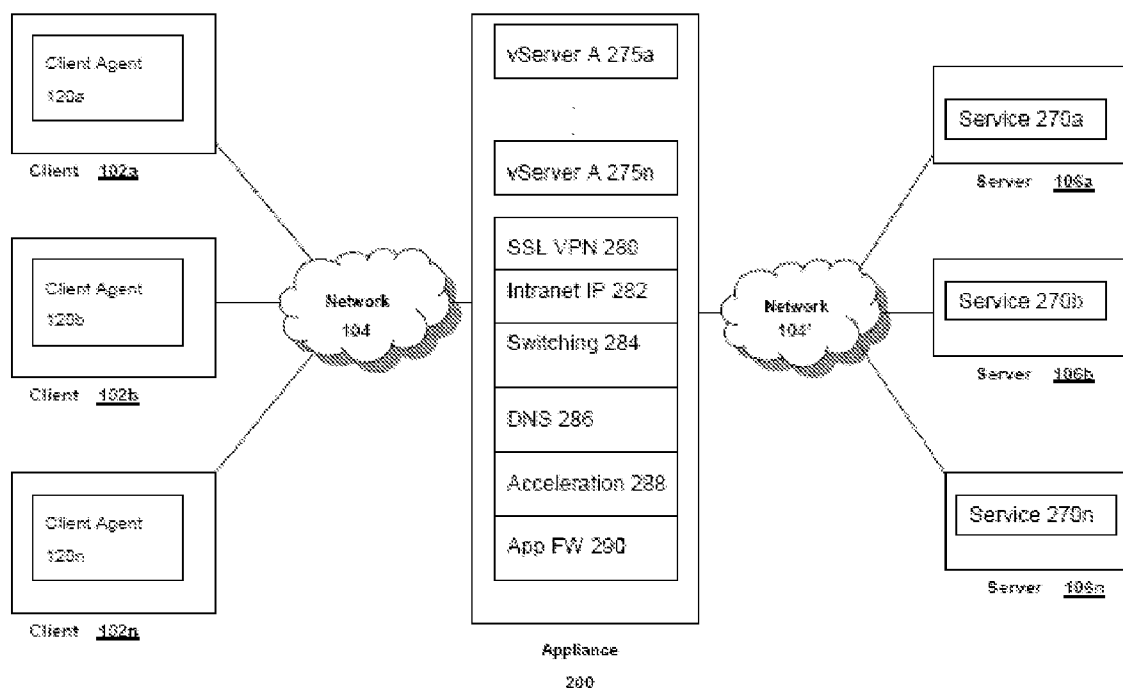 Client Agent
120a
Client 102a
Client Agent
120b
Client 102b
Client Agent
120n
Client 102n
Network
104
vServer A 275a
vServer A 275n
SSL VPN 280
Intranet IP 282
Switching 284
DNS 286
Acceleration 288
App FW 290
Appliance
200
Network
104'
Service 270a
Server 106a
Service 270b
Server 106b
Service 270n
Server 106n